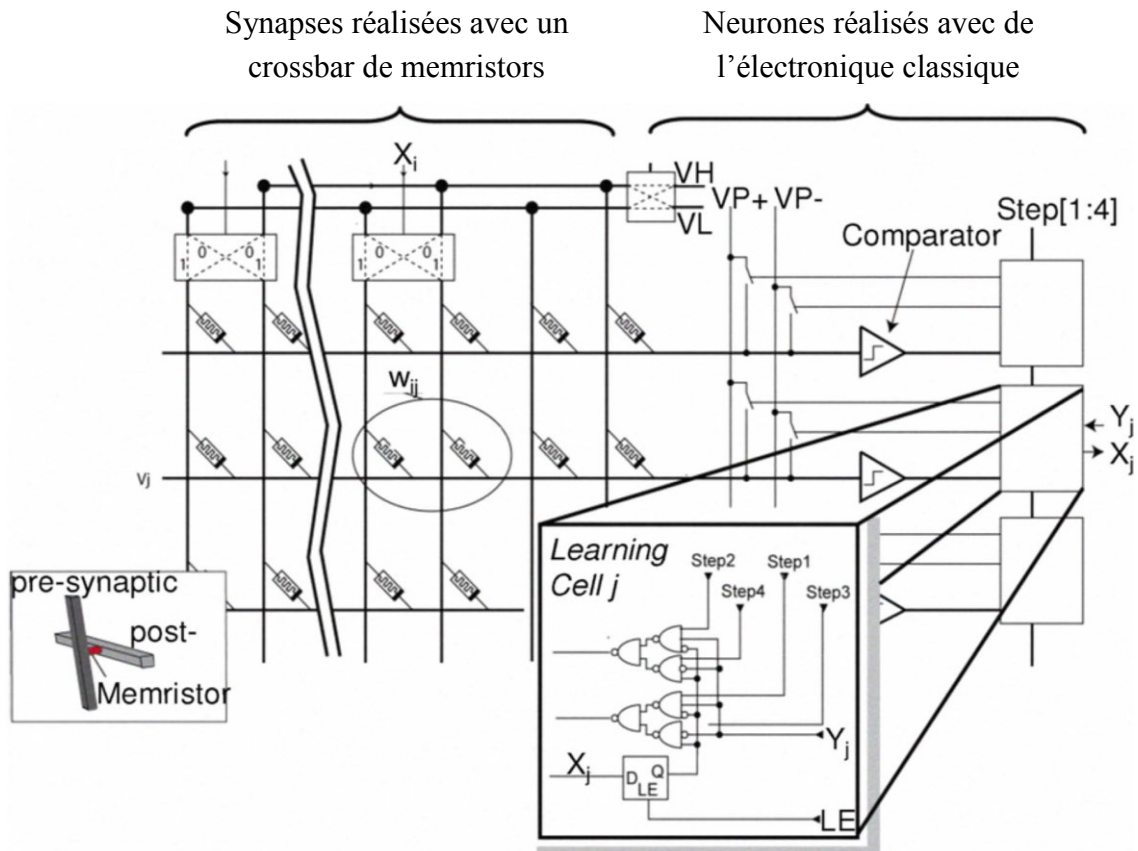 Synapses réalisées avec un
crossbar de memristors
Neurones réalisés avec de
l'électronique classique
Xi
VH
VL
VP+ VP-
Step[1:4]
Comparator
0 0
1 1
0 0
1 1
wij
Vj
Yj
Xj
pre-synaptic
post-
Memristor
Learning
Cell j
Step2
Step1
Step4
Step3
Yj
Xj
D Q
LE
LE